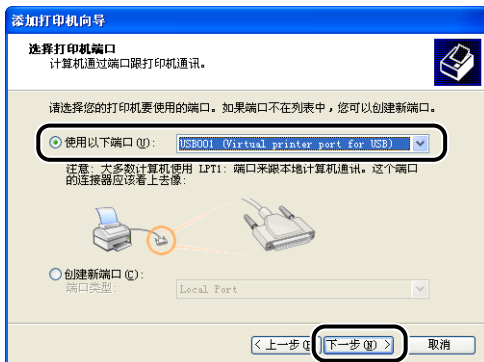 添加打印机向导
选择打印机端口
计算机通过端口跟打印机通讯。
请选择您的打印机要使用的端口。如果端口不在列表中，您可以创建新端口。
使用以下端口(U): USB001 (Virtual printer port for USB)
注意: 大多数计算机使用 LPT1: 端口来跟本地计算机通讯。这个端口
的连接器应该看上去像:
创建新端口(C):
端口类型: Local Port
< 上一步(B) 下一步(N) > 取消